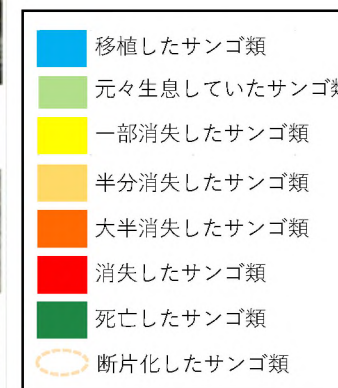 移植したサンゴ類
元々生息していたサンゴ類
一部消失したサンゴ類
半分消失したサンゴ類
大半消失したサンゴ類
消失したサンゴ類
死亡したサンゴ類
断片化したサンゴ類